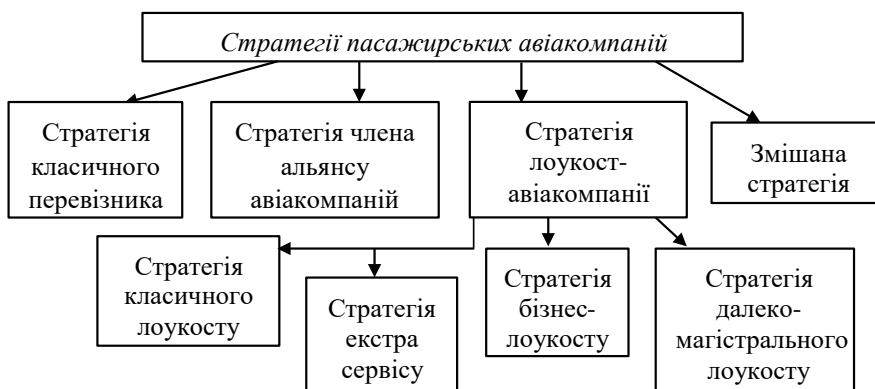 Стратегії пасажирських авіакомпаній
Стратегія
класичного
перевізника
Стратегія члена
альянсу
авіакомпаній
Стратегія
лоукост-
авіакомпанії
Змішана
стратегія
Стратегія
класичного
лоукосту
Стратегія
екстра
сервісу
Стратегія
бізнес-
лоукосту
Стратегія
далеко-
магістрального
лоукосту